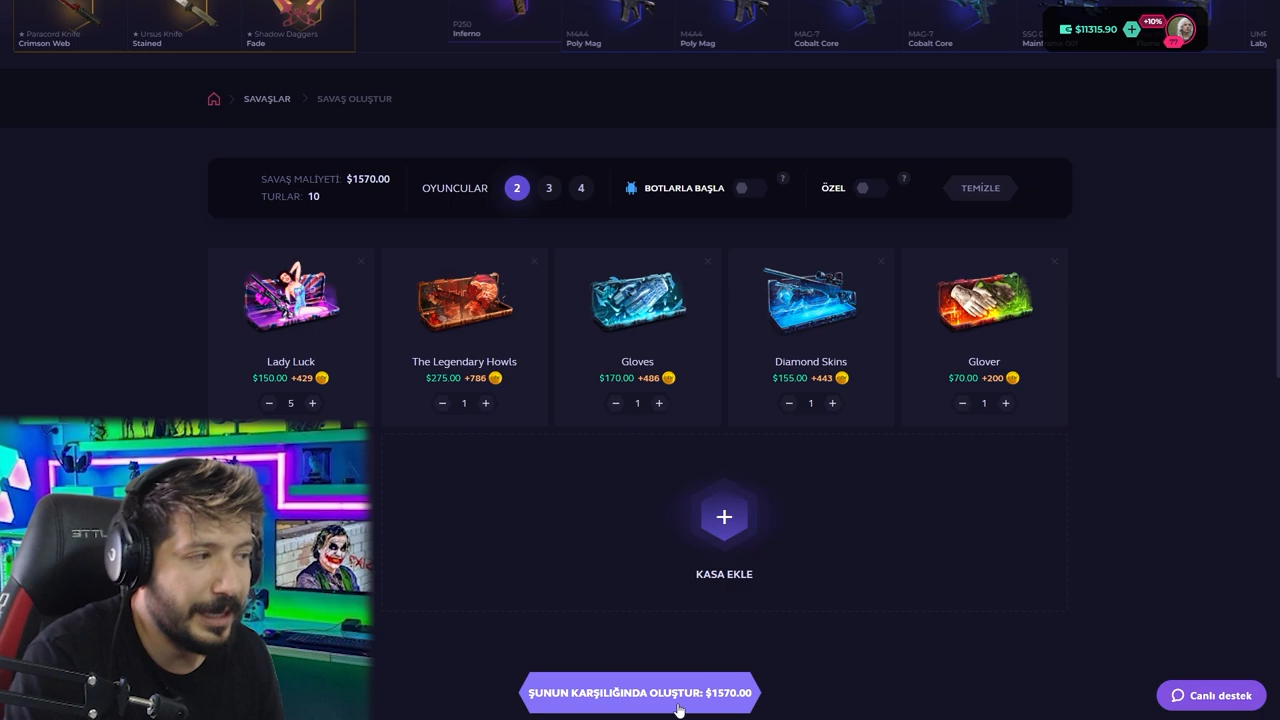 ★ Paracord Knife
Crimson Web
★ Ursus Knife
Stained
★ Shadow Daggers
Fade
P250
Inferno
M4A4
Poly Mag
M4A4
Poly Mag
MAG-7
Cobalt Core
MAG-7
Cobalt Core
$11315.90
+
+10%
77
SAVAŞLAR
SAVAŞ OLUŞTUR
SAVAŞ MALİYETİ: $1570.00
TURLAR: 10
OYUNCULAR 2 3 4
BOTLARLA BAŞLA ?
ÖZEL ?
TEMİZLE
Lady Luck
$150.00 +429
− 5 +
The Legendary Howls
$275.00 +786
− 1 +
Gloves
$170.00 +486
− 1 +
Diamond Skins
$155.00 +443
− 1 +
Glover
$70.00 +200
− 1 +
+
KASA EKLE
ŞUNUN KARŞILIĞINDA OLUŞTUR: $1570.00
Canlı destek